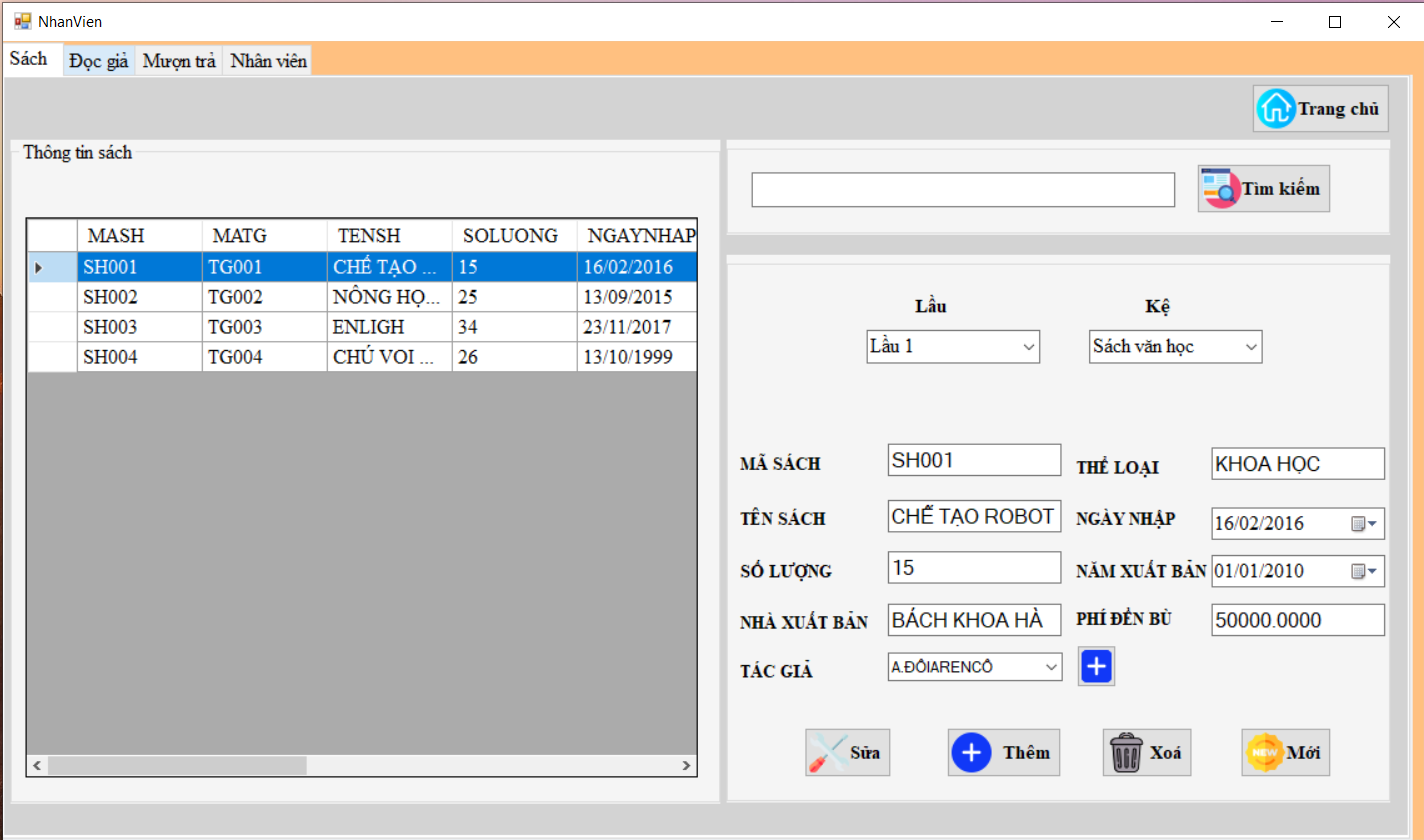 NhanVien
Sách Đọc giả Mượn trả Nhân viên
Trang chủ
Thông tin sách
Tìm kiếm
MASH MATG TENSH SOLUONG NGAYNHAP
SH001 TG001 CHẾ TẠO ... 15 16/02/2016
SH002 TG002 NÔNG HỌ... 25 13/09/2015
SH003 TG003 ENLIGH 34 23/11/2017
SH004 TG004 CHÚ VOI ... 26 13/10/1999
Lầu Kệ
Lầu 1 Sách văn học
MÃ SÁCH SH001 THỂ LOẠI KHOA HỌC
TÊN SÁCH CHẾ TẠO ROBOT NGÀY NHẬP 16/02/2016
SỐ LƯỢNG 15 NĂM XUẤT BẢN 01/01/2010
NHÀ XUẤT BẢN BÁCH KHOA HÀ PHÍ ĐỀN BÙ 50000.0000
TÁC GIẢ A.ĐÔIARENCÔ
Sửa Thêm Xoá NEW Mới